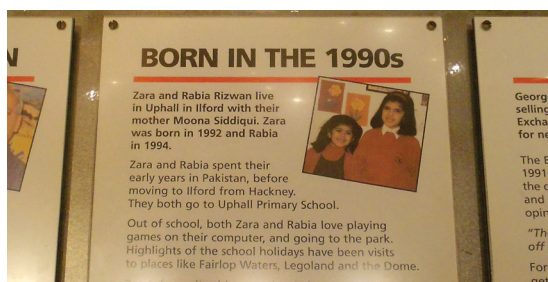 N
BORN IN THE 1990s
Zara and Rabia Rizwan live
in Uphall in Ilford with their
mother Moona Siddiqui. Zara
was born in 1992 and Rabia
in 1994.
Zara and Rabia spent their
early years in Pakistan, before
moving to Ilford from Hackney.
They both go to Uphall Primary School.
Out of school, both Zara and Rabia love playing
games on their computer, and going to the park.
Highlights of the school holidays have been visits
to places like Fairlop Waters, Legoland and the Dome.
Georg
selling
Excha
for ne
The B
1991
the c
and
opin
"Th
off
For